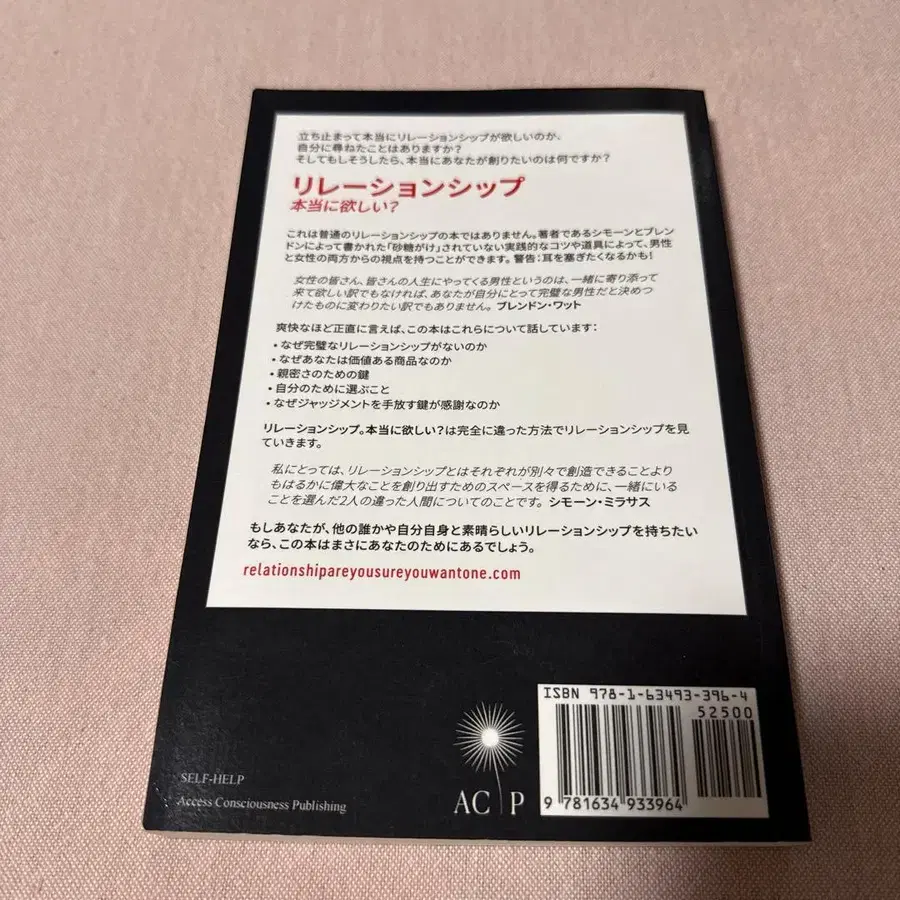 立ち止まって本当にリレーションシップが欲しいのか、
自分に尋ねたことはありますか?
そしてもしそうしたら、本当にあなたが創りたいのは何ですか?
リレーションシップ
本当に欲しい?
これは普通のリレーションシップの本ではありません。著者であるシモーンとブレン
ドンによって書かれた「砂糖がけ」されていない実践的なコツや道具によって、男性
と女性の両方からの視点を持つことができます。警告:耳を塞ぎたくなるかも!
女性の皆さん、皆さんの人生にやってくる男性というのは、一緒に寄り添って
来て欲しい訳でもなければ、あなたが自分にとって完璧な男性だと決めつ
けたものに変わりたい訳でもありません。ブレンドン・ワット
爽快なほど正直に言えば、この本はこれらについて話しています:
• なぜ完璧なリレーションシップがないのか
• なぜあなたは価値ある商品なのか
• 親密さのための鍵
• 自分のために選ぶこと
• なぜジャッジメントを手放す鍵が感謝なのか
リレーションシップ。本当に欲しい?は完全に違った方法でリレーションシップを見
ていきます。
私にとっては、リレーションシップとはそれぞれが別々で創造できることより
もはるかに偉大なことを創り出すためのスペースを得るために、一緒にいる
ことを選んだ2人の違った人間についてのことです。シモーン・ミラサス
もしあなたが、他の誰かや自分自身と素晴らしいリレーションシップを持ちたい
なら、この本はまさにあなたのためにあるでしょう。
relationshipareyousureyouwantone.com
ISBN 978-1-63493-396-4
52500
9 781634 933964
AC P
SELF-HELP
Access Consciousness Publishing